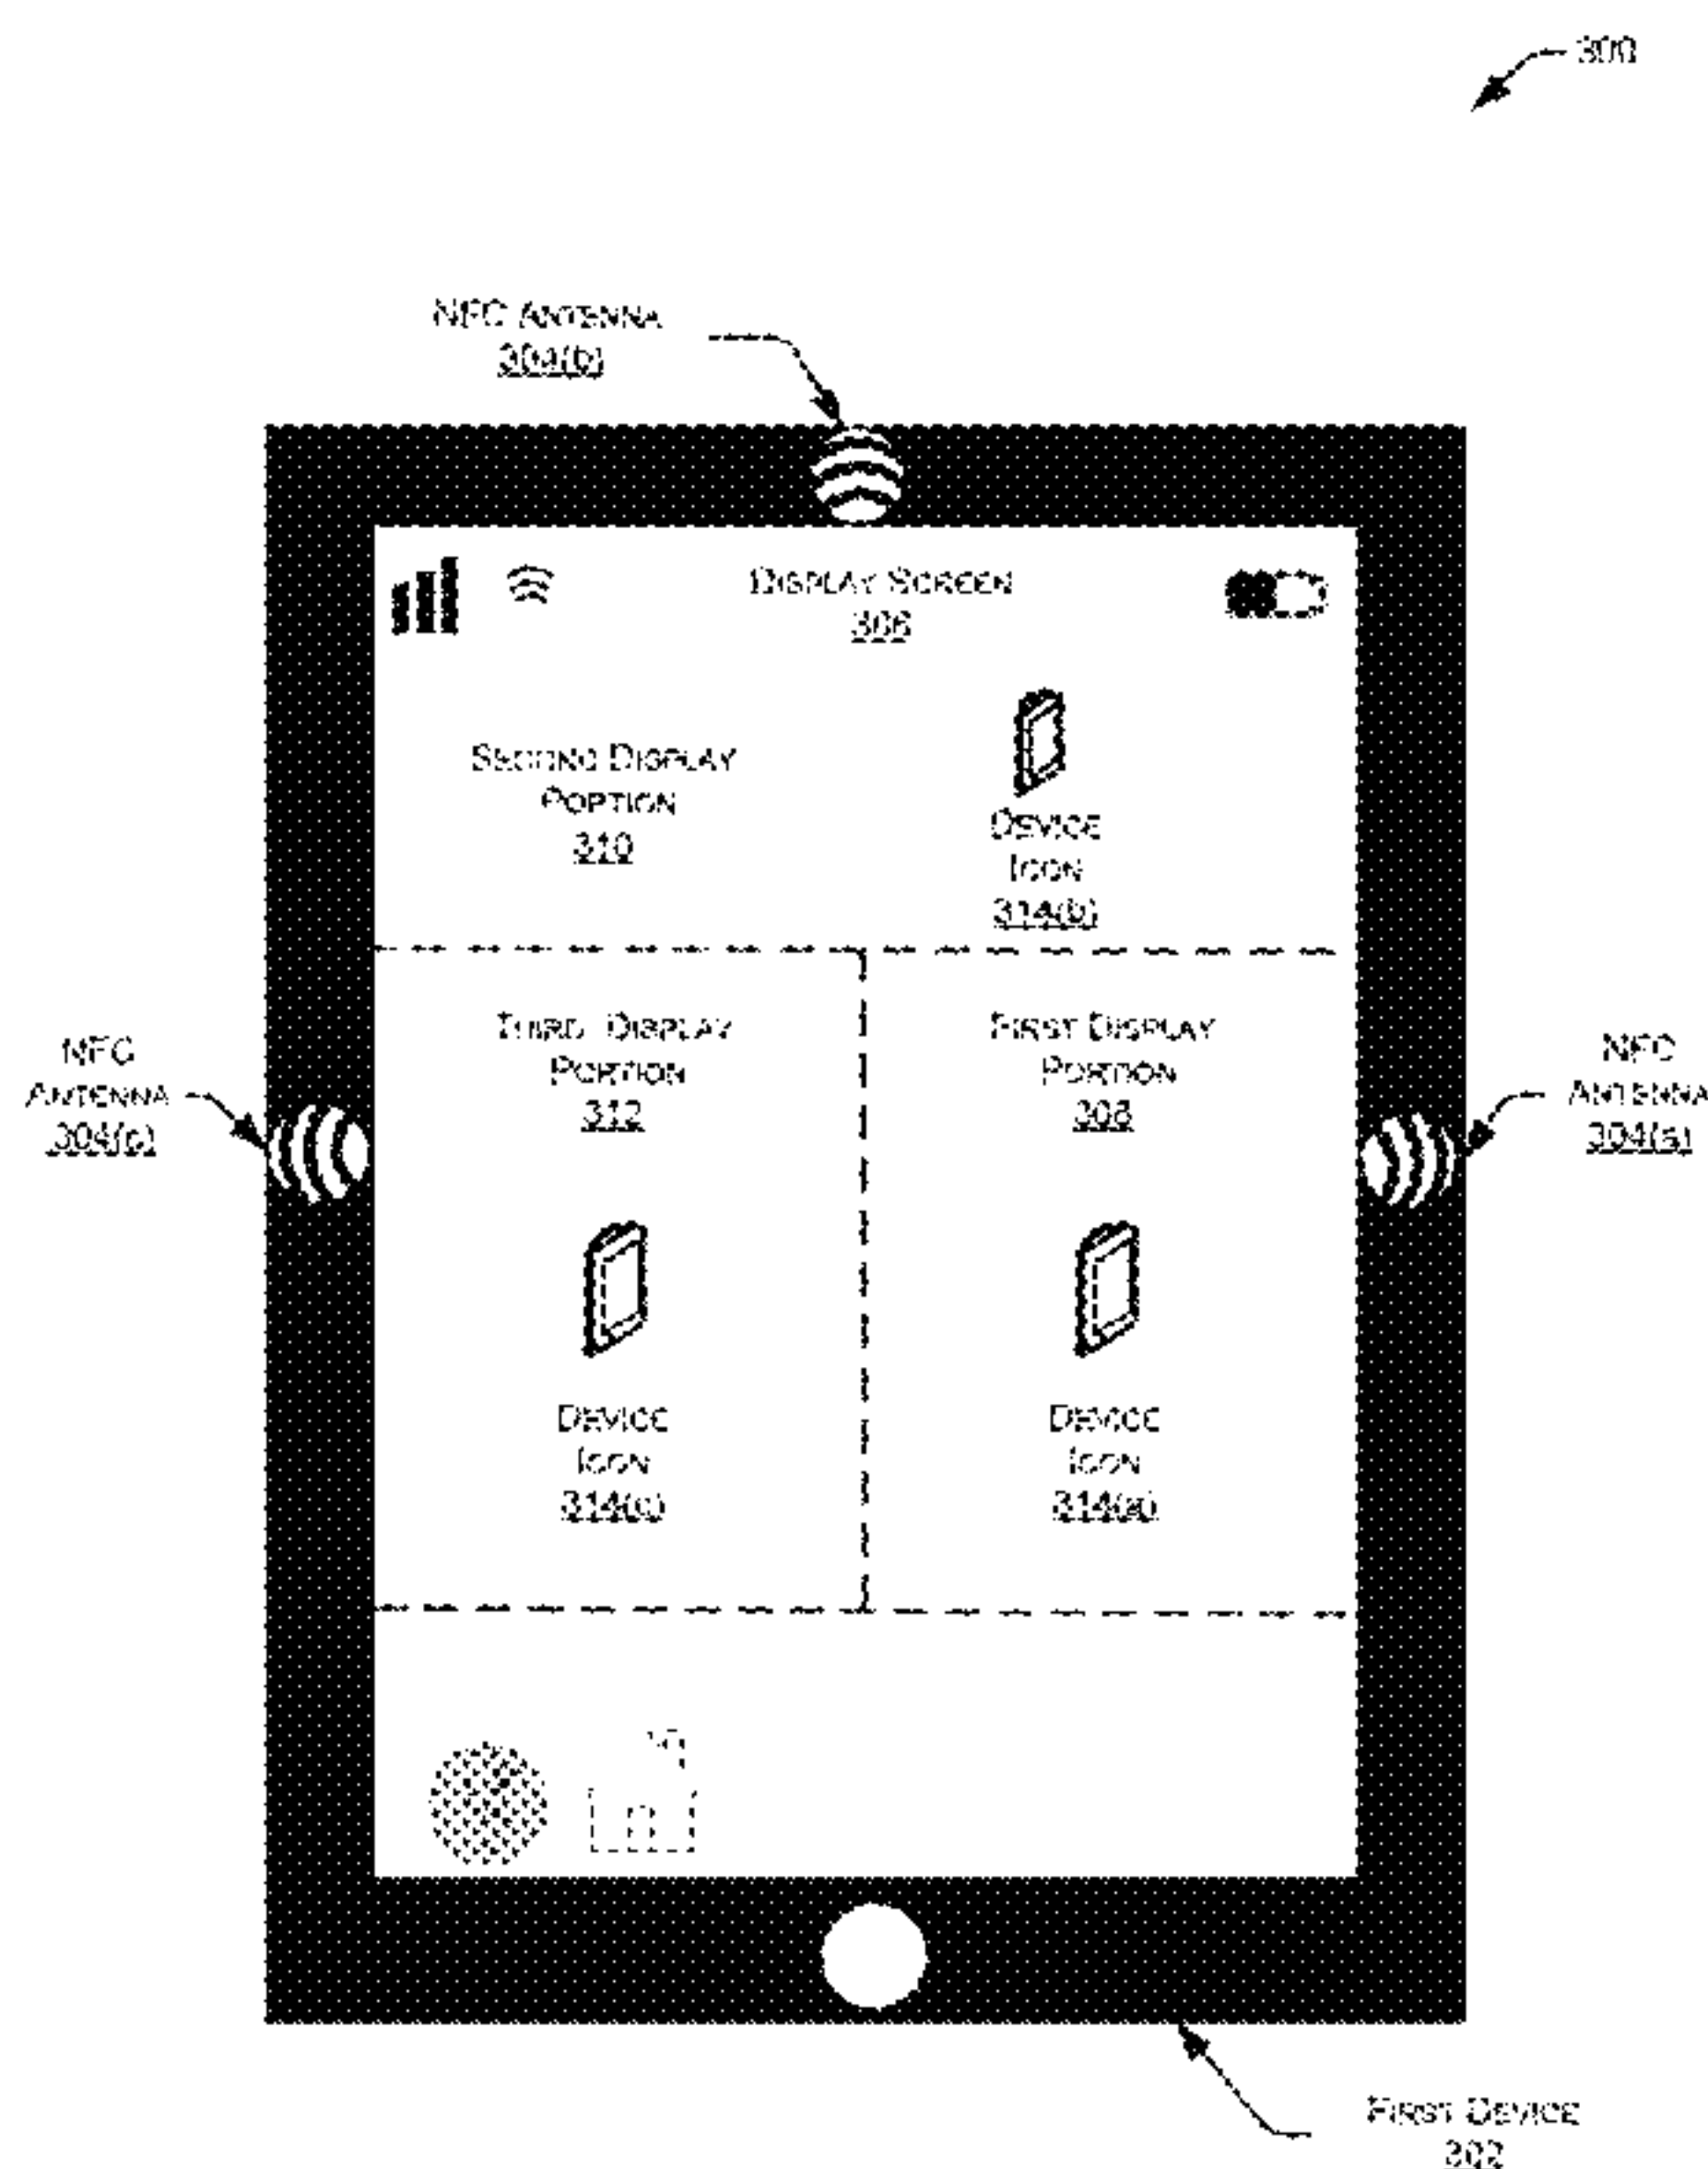 300
NFC ANTENNA
304(b)
DISPLAY SCREEN
306
SECOND DISPLAY
PORTION
310
DEVICE
ICON
314(b)
THIRD DISPLAY
PORTION
312
FIRST DISPLAY
PORTION
308
NFC
ANTENNA
304(c)
NFC
ANTENNA
304(a)
DEVICE
ICON
314(c)
DEVICE
ICON
314(a)
FIRST DEVICE
302